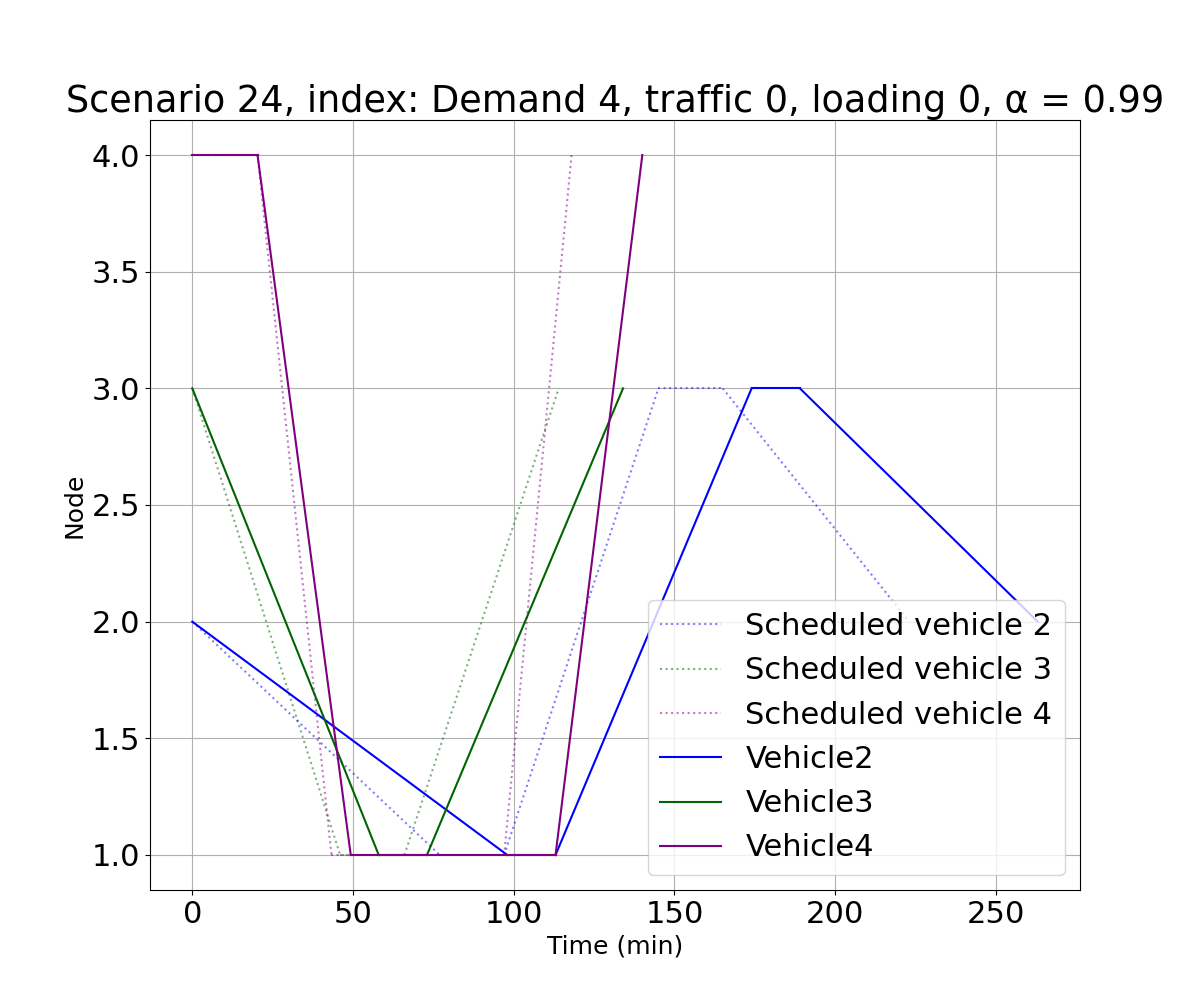 Scenario 24, index: Demand 4, traffic 0, loading 0, α = 0.99
4.0
3.5
3.0
2.5
2.0
1.5
1.0
Node
Scheduled vehicle 2
Scheduled vehicle 3
Scheduled vehicle 4
Vehicle2
Vehicle3
Vehicle4
0 50 100 150 200 250
Time (min)